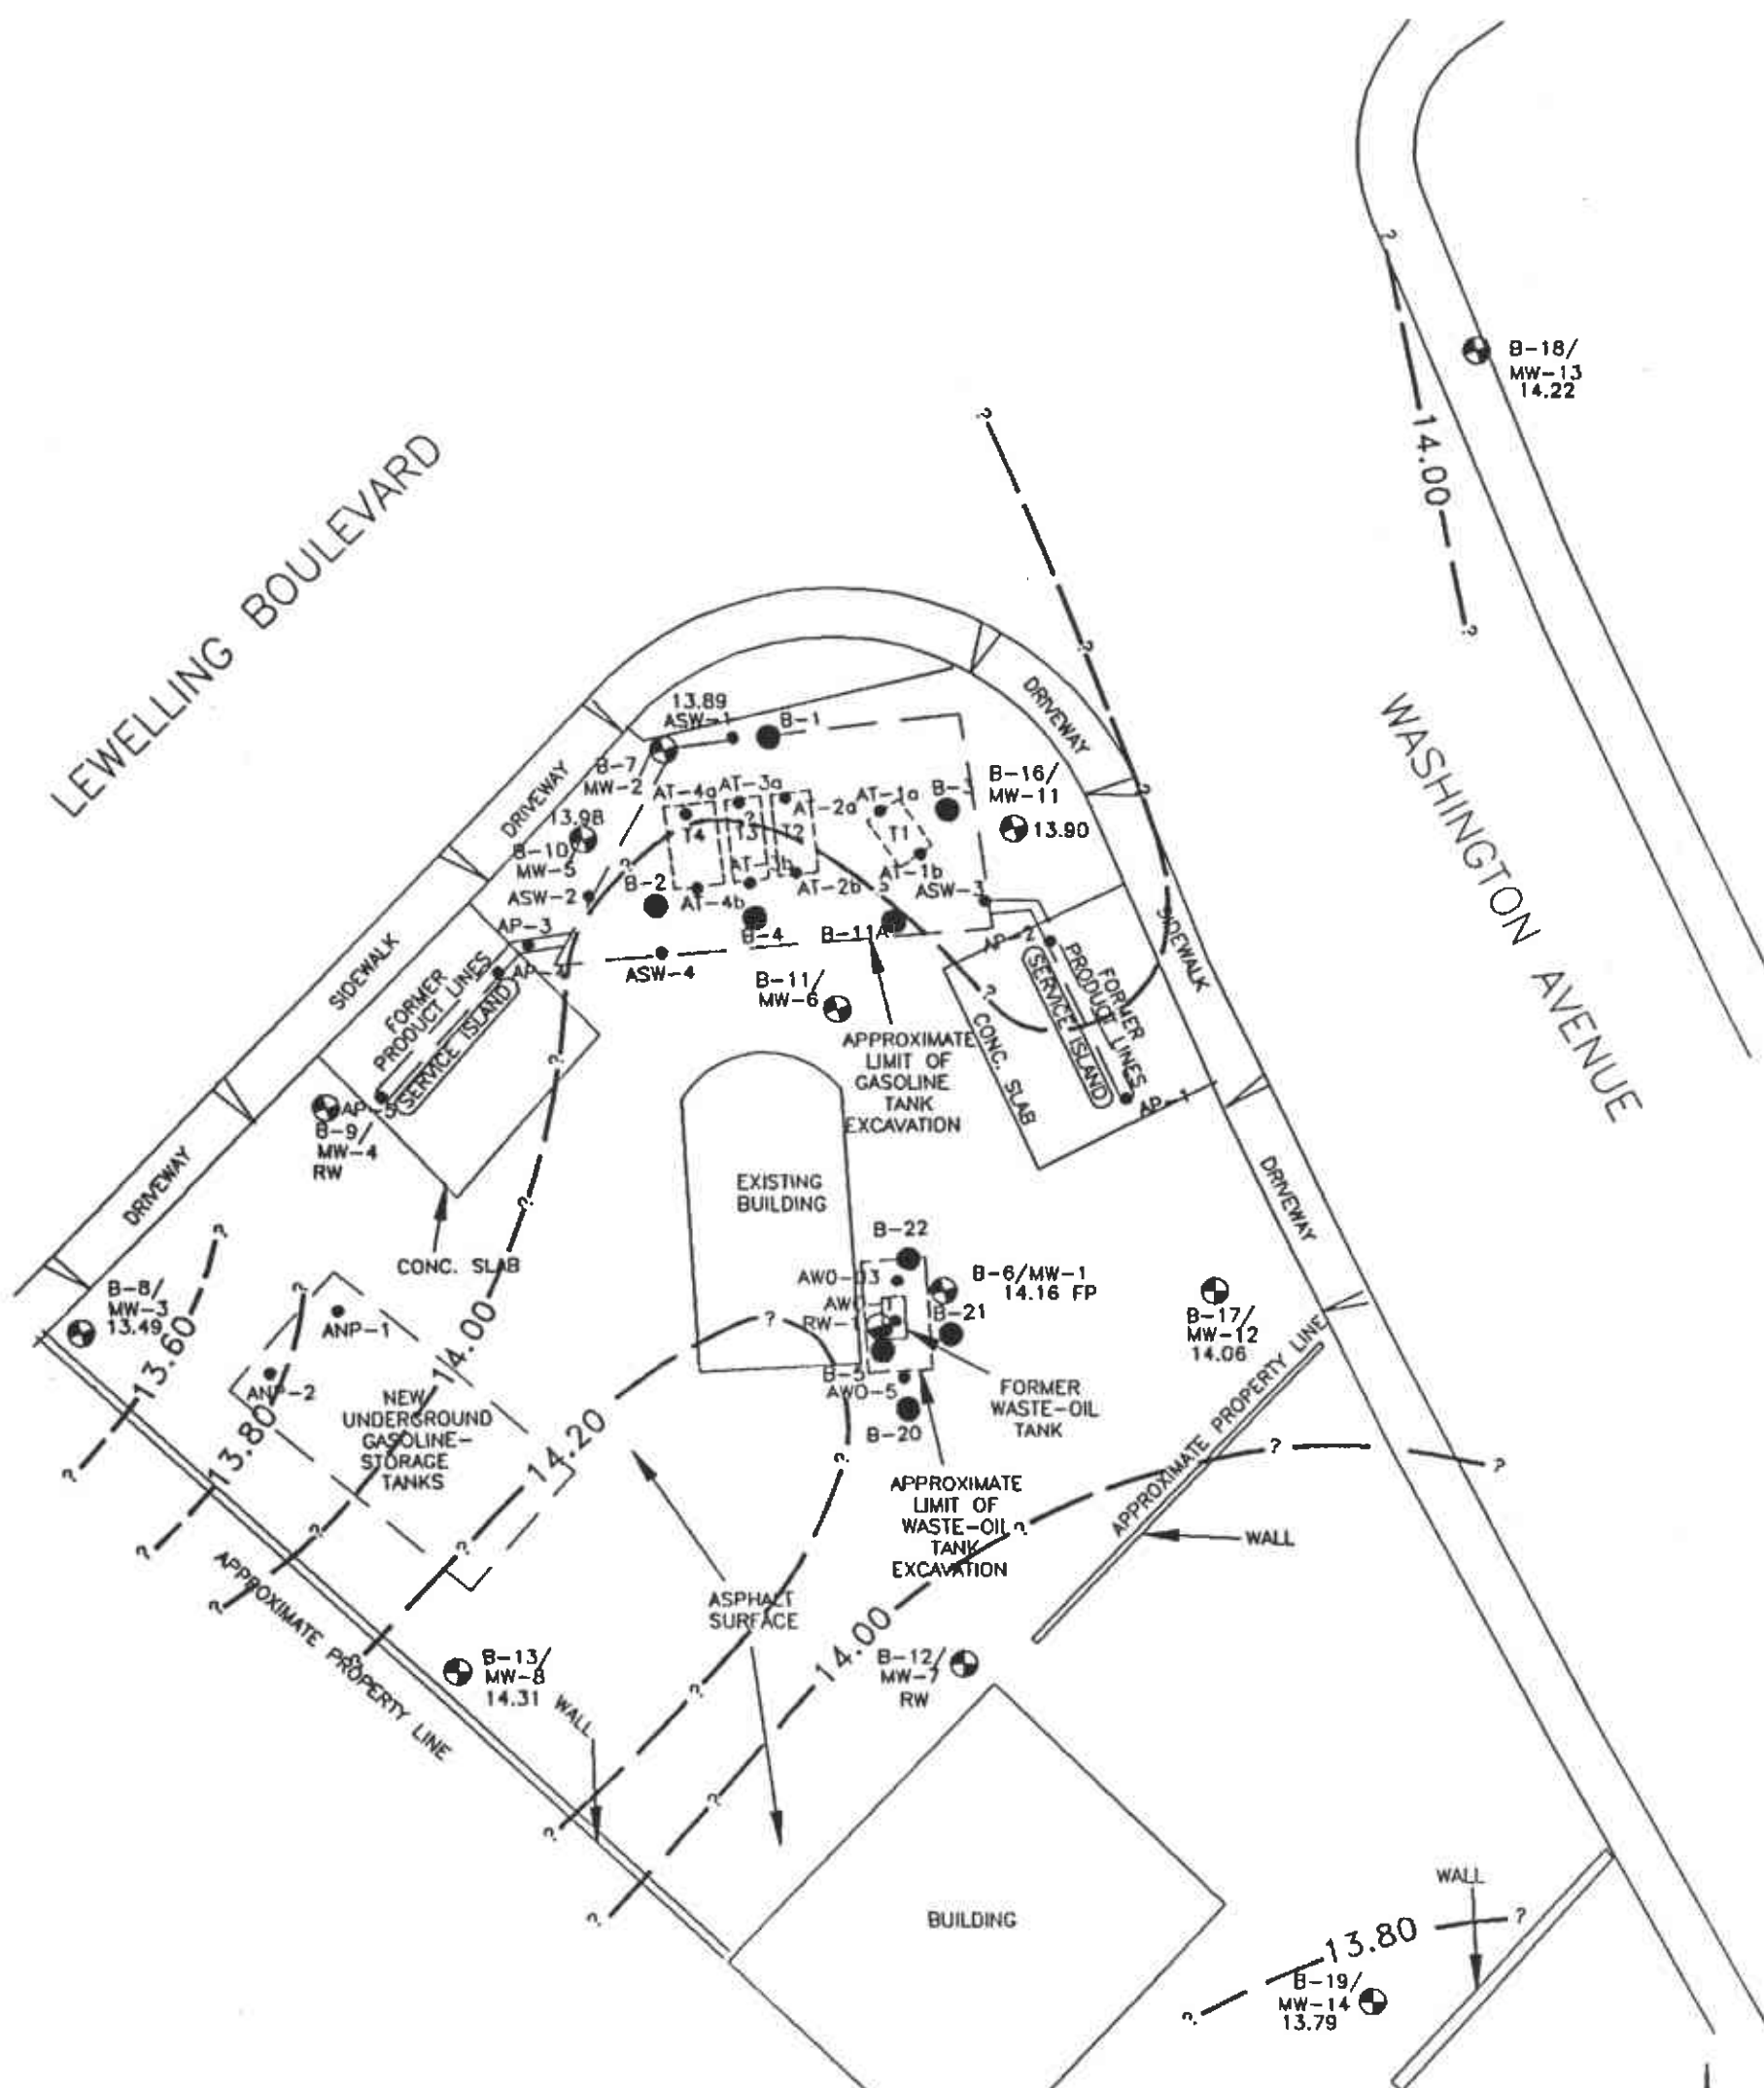 LEWELLING BOULEVARD
WASHINGTON AVENUE
B-18/
MW-13
14.22
14.00
13.89
ASW-1
B-1
DRIVEWAY
DRIVEWAY
B-7
MW-2
AT-4a
AT-3a
AT-2a
AT-1a
B-3
B-16/
MW-11
13.90
13.98
B-10/
MW-5
T4
T3
T2
T1
ASW-2
B-2
AT-4b
AT-3b
AT-2b
AT-1b
ASW-3
AP-3
B-4
B-11A
AP-2
SIDEWALK
SIDEWALK
ASW-4
B-11/
MW-6
FORMER
PRODUCT LINES
SERVICE ISLAND
FORMER
PRODUCT LINES
SERVICE ISLAND
CONC. SLAB
APPROXIMATE
LIMIT OF
GASOLINE
TANK
EXCAVATION
AP-1
B-9/
MW-4
RW
DRIVEWAY
DRIVEWAY
EXISTING
BUILDING
CONC. SLAB
B-22
AWO-03
B-6/MW-1
14.16 FP
B-21
RW-1
B-8/
MW-3
13.49
ANP-1
ANP-2
13.60
13.80
14.00
14.20
NEW
UNDERGROUND
GASOLINE-
STORAGE
TANKS
B-5
AWO-5
B-20
FORMER
WASTE-OIL
TANK
B-17/
MW-12
14.06
APPROXIMATE PROPERTY LINE
WALL
APPROXIMATE
LIMIT OF
WASTE-OIL
TANK
EXCAVATION
ASPHALT
SURFACE
14.00
APPROXIMATE PROPERTY LINE
B-13/
MW-8
14.31
WALL
B-12/
MW-7
RW
BUILDING
WALL
13.80
B-19/
MW-14
13.79